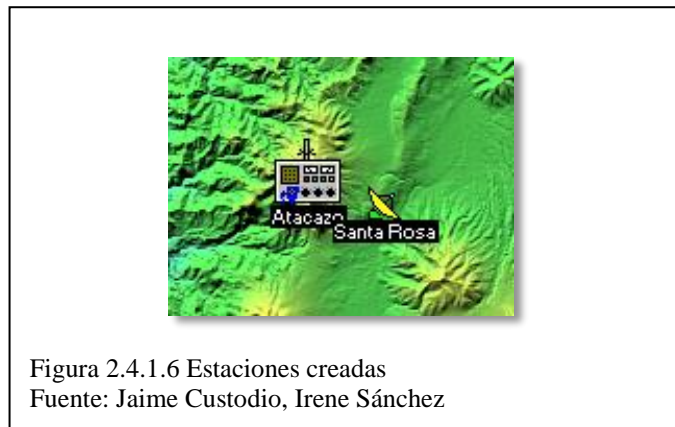 Atacazo
Santa Rosa
Figura 2.4.1.6 Estaciones creadas
Fuente: Jaime Custodio, Irene Sánchez